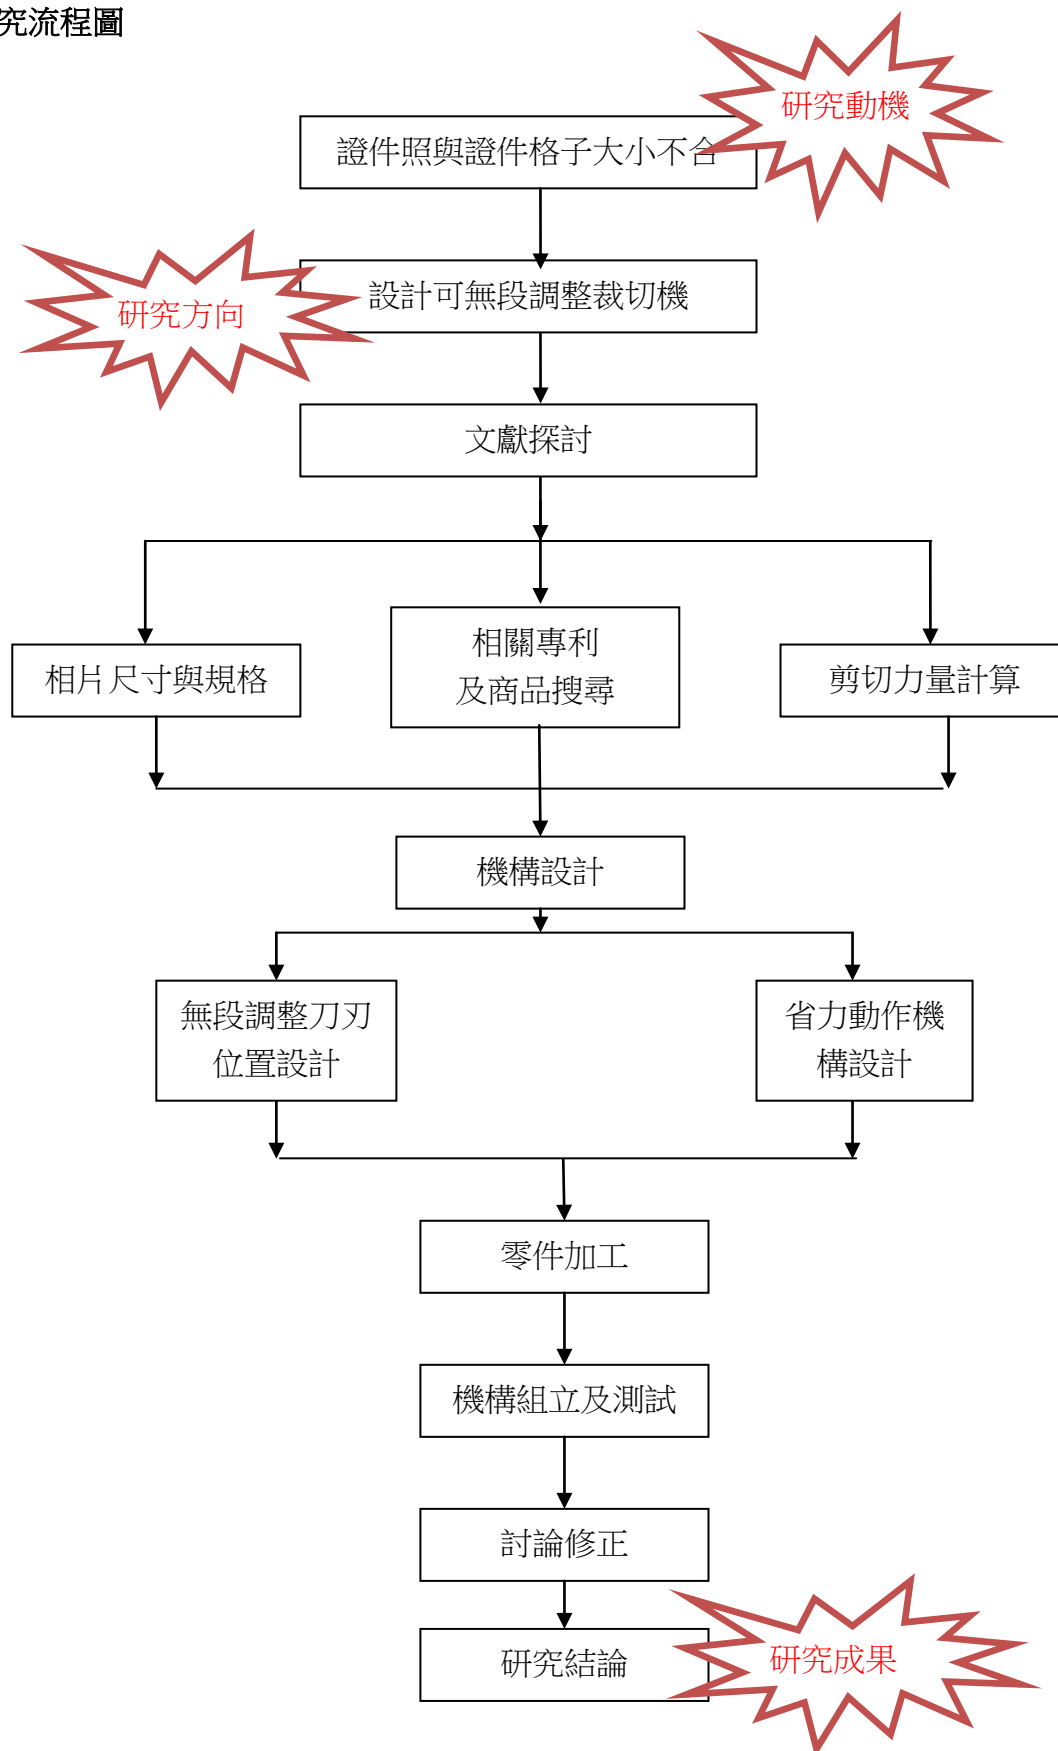 究流程圖
研究動機
證件照與證件格子大小不合
研究方向
設計可無段調整裁切機
文獻探討
相片尺寸與規格
相關專利
及商品搜尋
剪切力量計算
機構設計
無段調整刀刃
位置設計
省力動作機
構設計
零件加工
機構組立及測試
討論修正
研究結論
研究成果